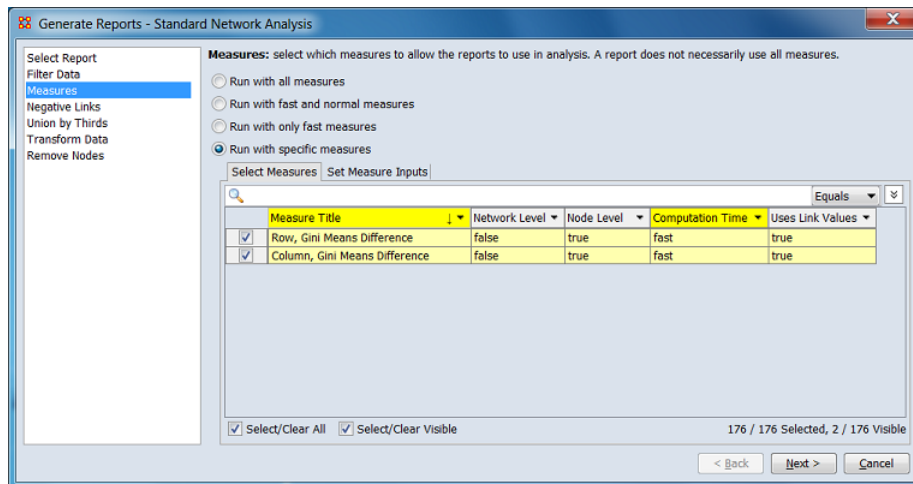 Generate Reports - Standard Network Analysis
Select Report
Filter Data
Measures
Negative Links
Union by Thirds
Transform Data
Remove Nodes
Measures: select which measures to allow the reports to use in analysis. A report does not necessarily use all measures.
Run with all measures
Run with fast and normal measures
Run with only fast measures
Run with specific measures
Select Measures Set Measure Inputs
Equals
Measure Title Network Level Node Level Computation Time Uses Link Values
Row, Gini Means Difference false true fast true
Column, Gini Means Difference false true fast true
Select/Clear All Select/Clear Visible 176 / 176 Selected, 2 / 176 Visible
< Back Next > Cancel